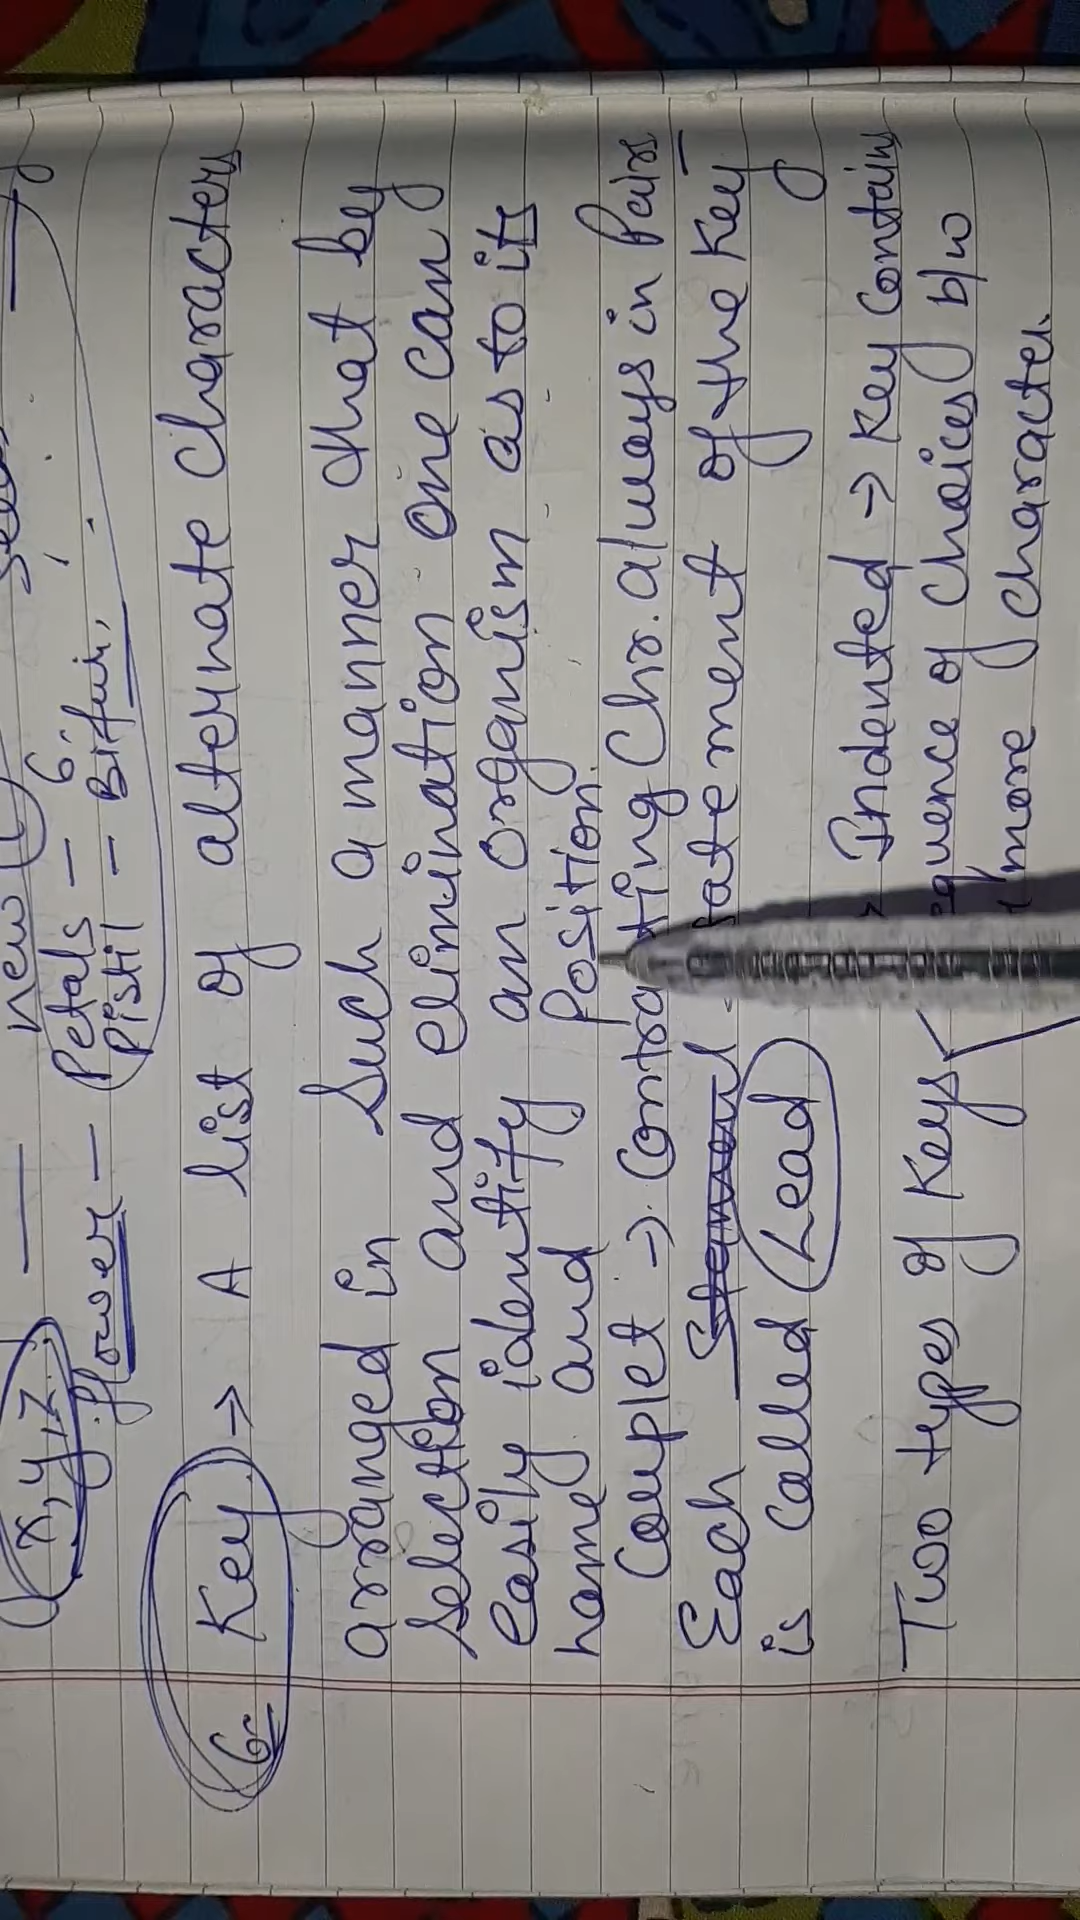 x, y, z — new
flower — Petals — 6
Pistil — Bifur.
6 Key → A list of alternate characters
arranged in Such a manner that by
selection and elimination one can
easily identify an organism as to its
name and Position.
Couplet → Contrasting Chr. always in Pairs
Each statement of the Key
is called Lead
Two types of Keys Indented → Key Contains
sequence of Choices b/w
more character.